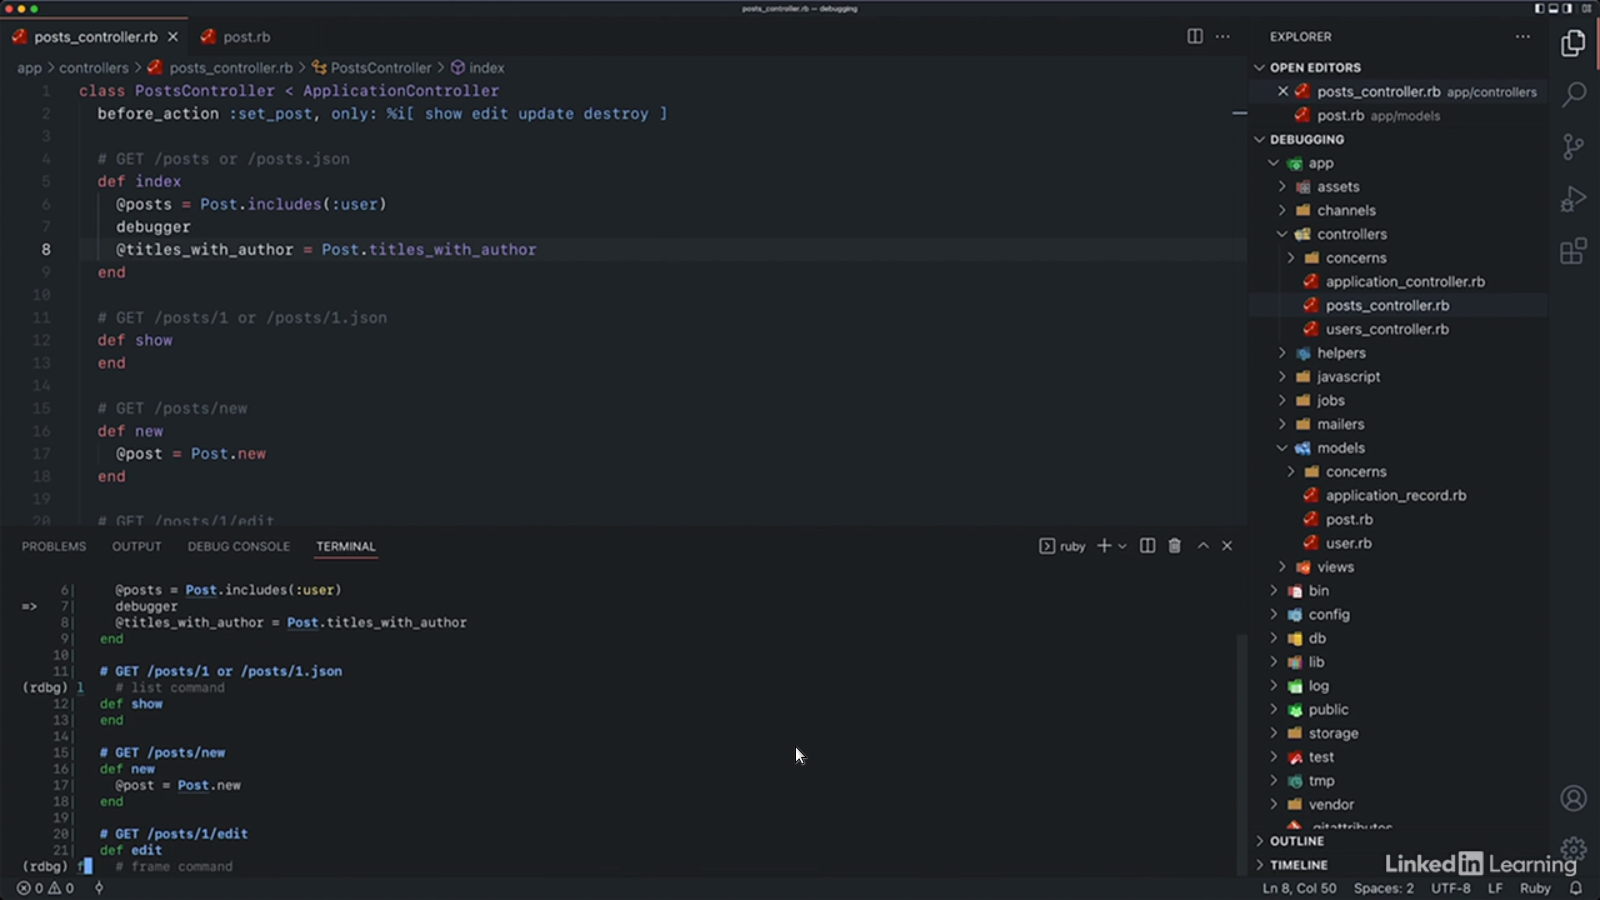 posts_controller.rb — debugging
posts_controller.rb
post.rb
app > controllers > posts_controller.rb > PostsController > index
1 class PostsController < ApplicationController
2 before_action :set_post, only: %i[ show edit update destroy ]
3
4 # GET /posts or /posts.json
5 def index
6 @posts = Post.includes(:user)
7 debugger
8 @titles_with_author = Post.titles_with_author
9 end
10
11 # GET /posts/1 or /posts/1.json
12 def show
13 end
14
15 # GET /posts/new
16 def new
17 @post = Post.new
18 end
19
20 # GET /posts/1/edit
PROBLEMS OUTPUT DEBUG CONSOLE TERMINAL
ruby
6| @posts = Post.includes(:user)
=> 7| debugger
8| @titles_with_author = Post.titles_with_author
9| end
10|
11| # GET /posts/1 or /posts/1.json
(rdbg) l # list command
12| def show
13| end
14|
15| # GET /posts/new
16| def new
17| @post = Post.new
18| end
19|
20| # GET /posts/1/edit
21| def edit
(rdbg) f # frame command
0 0
EXPLORER
OPEN EDITORS
posts_controller.rb app/controllers
post.rb app/models
DEBUGGING
app
assets
channels
controllers
concerns
application_controller.rb
posts_controller.rb
users_controller.rb
helpers
javascript
jobs
mailers
models
concerns
application_record.rb
post.rb
user.rb
views
bin
config
db
lib
log
public
storage
test
tmp
vendor
.gitattributes
OUTLINE
TIMELINE
LinkedIn Learning
Ln 8, Col 50 Spaces: 2 UTF-8 LF Ruby